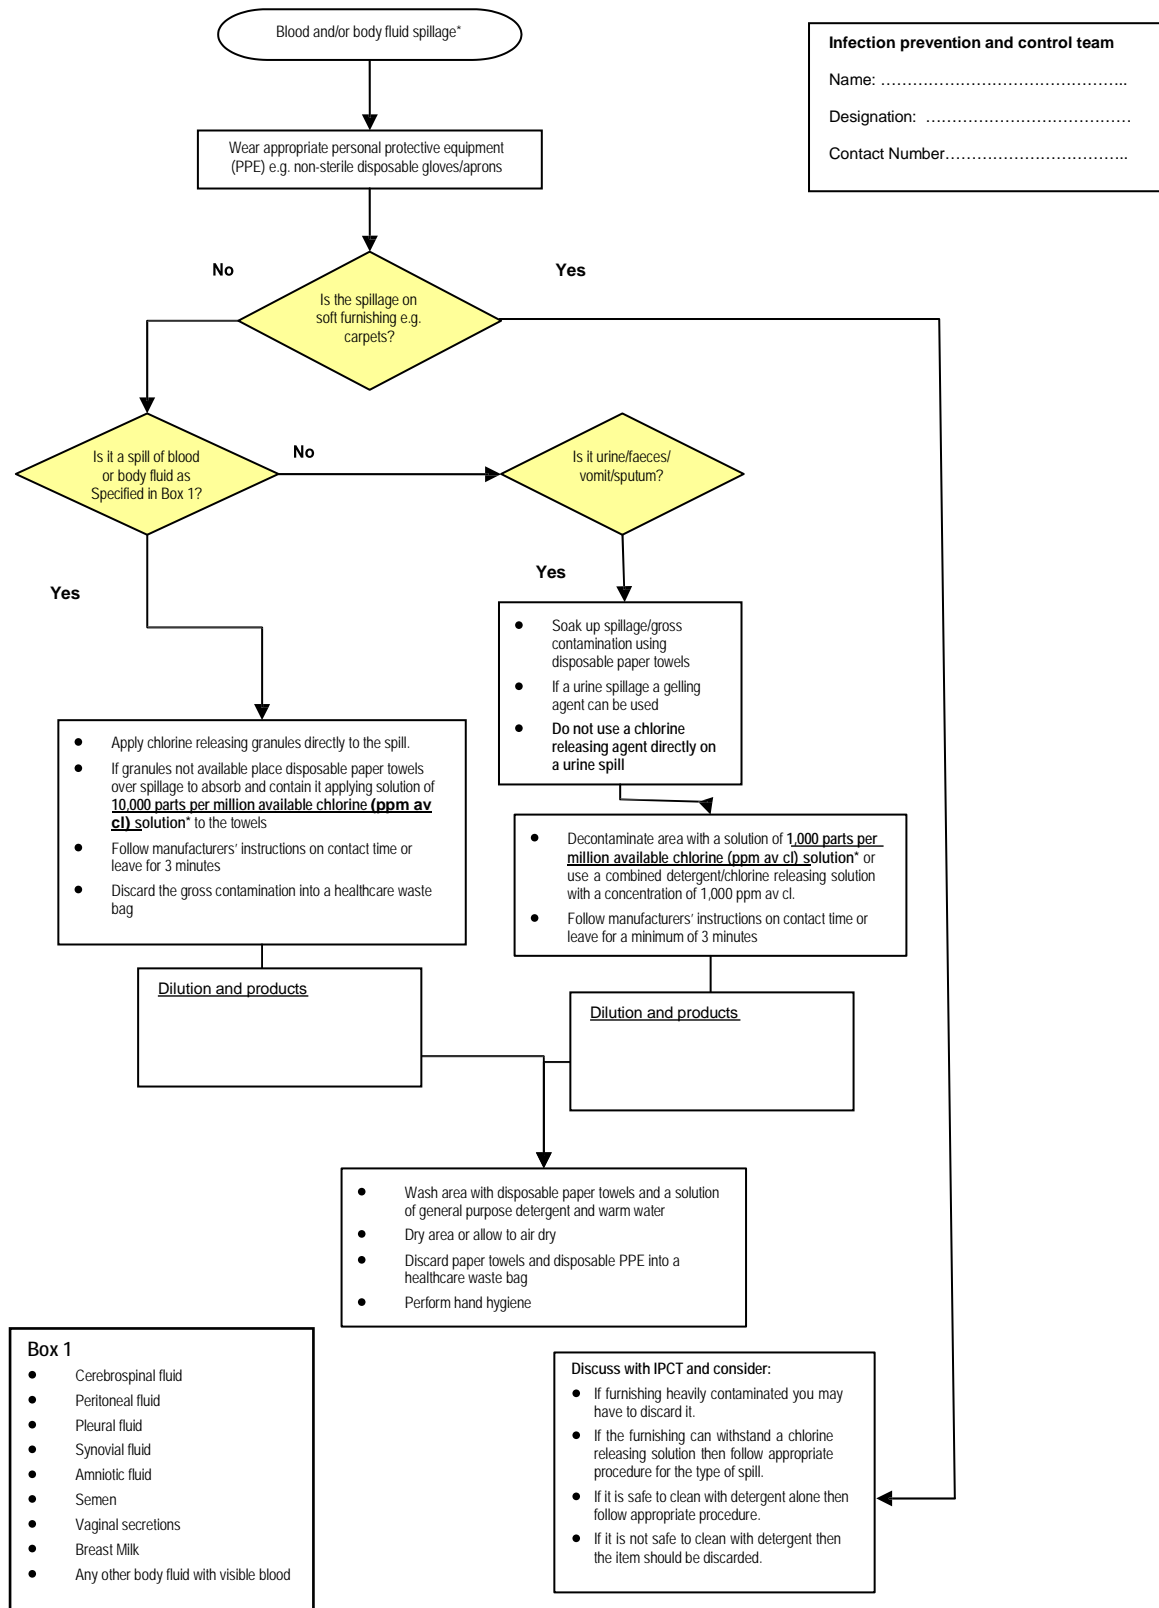 Blood and/or body fluid spillage*
Infection prevention and control team
Name: …………………………………………..
Designation: …………………………………
Contact Number……………………………..
Wear appropriate personal protective equipment
(PPE) e.g. non-sterile disposable gloves/aprons
No
Yes
Is the spillage on
soft furnishing e.g.
carpets?
Is it a spill of blood
or body fluid as
Specified in Box 1?
No
Is it urine/faeces/
vomit/sputum?
Yes
Yes
● Soak up spillage/gross
contamination using
disposable paper towels
● If a urine spillage a gelling
agent can be used
● Do not use a chlorine
releasing agent directly on
a urine spill
● Apply chlorine releasing granules directly to the spill.
● If granules not available place disposable paper towels
over spillage to absorb and contain it applying solution of
10,000 parts per million available chlorine (ppm av
cl) solution* to the towels
● Follow manufacturers' instructions on contact time or
leave for 3 minutes
● Discard the gross contamination into a healthcare waste
bag
● Decontaminate area with a solution of 1,000 parts per
million available chlorine (ppm av cl) solution* or
use a combined detergent/chlorine releasing solution
with a concentration of 1,000 ppm av cl.
● Follow manufacturers' instructions on contact time or
leave for a minimum of 3 minutes
Dilution and products
Dilution and products
● Wash area with disposable paper towels and a solution
of general purpose detergent and warm water
● Dry area or allow to air dry
● Discard paper towels and disposable PPE into a
healthcare waste bag
● Perform hand hygiene
Box 1
● Cerebrospinal fluid
● Peritoneal fluid
● Pleural fluid
● Synovial fluid
● Amniotic fluid
● Semen
● Vaginal secretions
● Breast Milk
● Any other body fluid with visible blood
Discuss with IPCT and consider:
● If furnishing heavily contaminated you may
have to discard it.
● If the furnishing can withstand a chlorine
releasing solution then follow appropriate
procedure for the type of spill.
● If it is safe to clean with detergent alone then
follow appropriate procedure.
● If it is not safe to clean with detergent then
the item should be discarded.